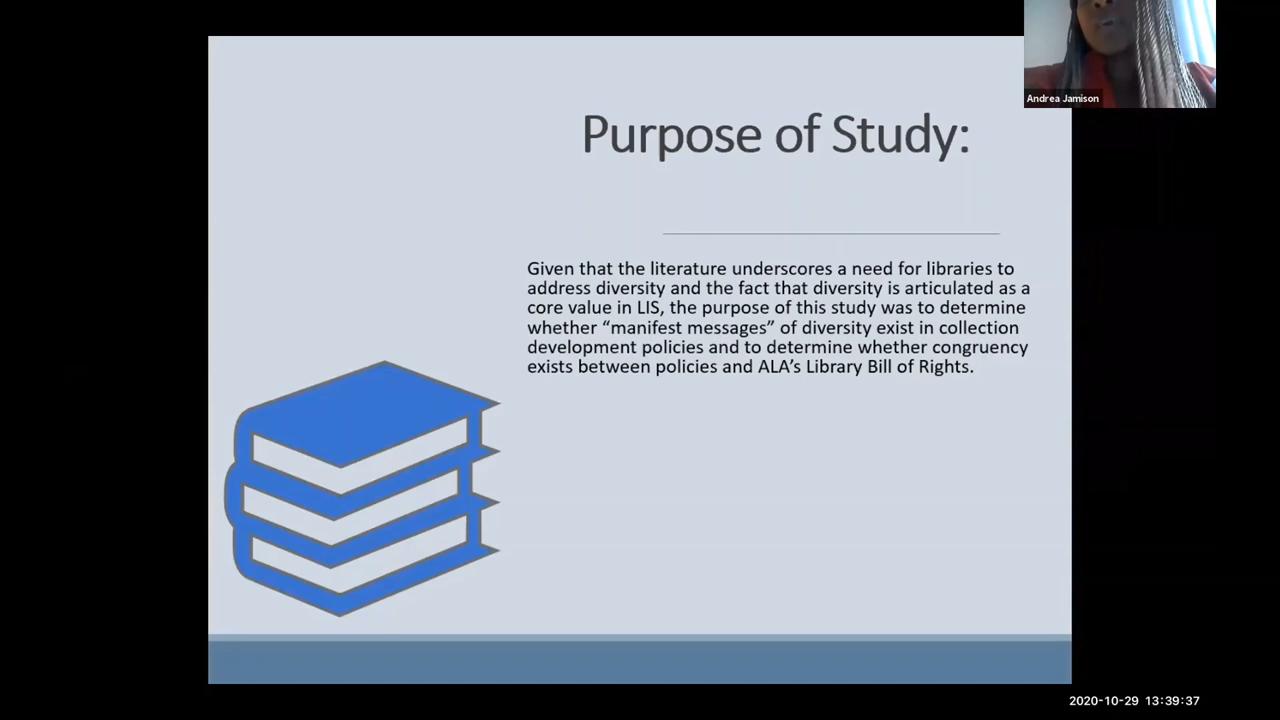 Andrea Jamison
Purpose of Study:
Given that the literature underscores a need for libraries to
address diversity and the fact that diversity is articulated as a
core value in LIS, the purpose of this study was to determine
whether “manifest messages” of diversity exist in collection
development policies and to determine whether congruency
exists between policies and ALA’s Library Bill of Rights.
2020-10-29 13:39:37